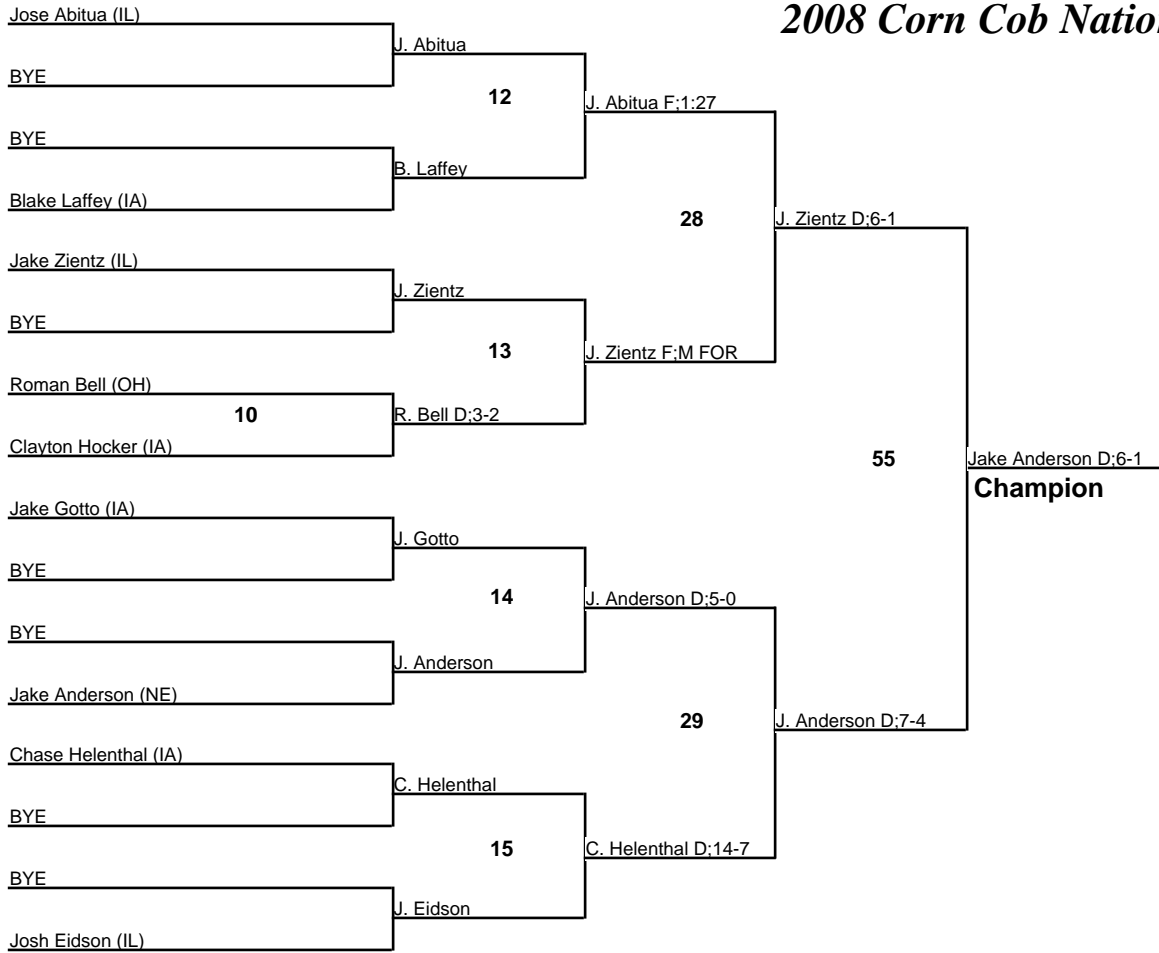 2008 Corn Cob Natio
Jose Abitua (IL)
J. Abitua
BYE
12
J. Abitua F;1:27
BYE
B. Laffey
Blake Laffey (IA)
28
J. Zientz D;6-1
Jake Zientz (IL)
J. Zientz
BYE
13
J. Zientz F;M FOR
Roman Bell (OH)
10
R. Bell D;3-2
Clayton Hocker (IA)
55
Jake Anderson D;6-1
Champion
Jake Gotto (IA)
J. Gotto
BYE
14
J. Anderson D;5-0
BYE
J. Anderson
Jake Anderson (NE)
29
J. Anderson D;7-4
Chase Helenthal (IA)
C. Helenthal
BYE
15
C. Helenthal D;14-7
BYE
J. Eidson
Josh Eidson (IL)